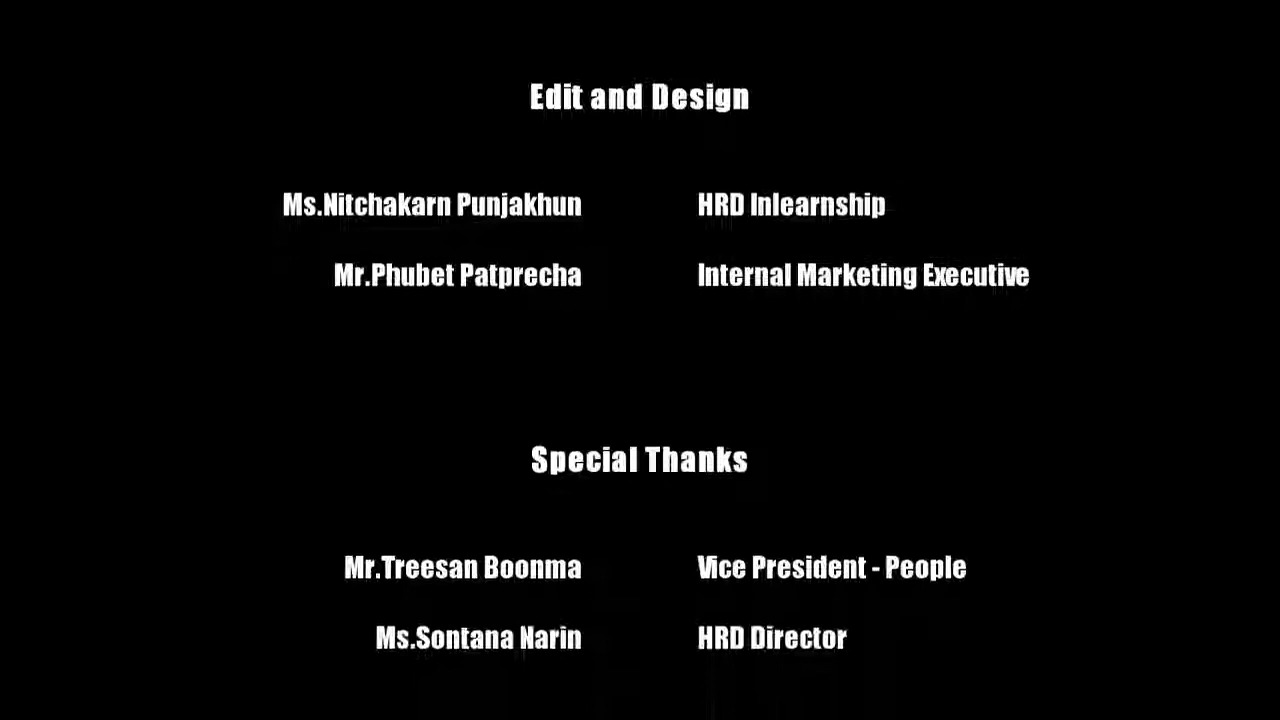 Edit and Design
Ms.Nitchakarn Punjakhun HRD Inlearnship
Mr.Phubet Patprecha Internal Marketing Executive
Special Thanks
Mr.Treesan Boonma Vice President - People
Ms.Sontana Narin HRD Director